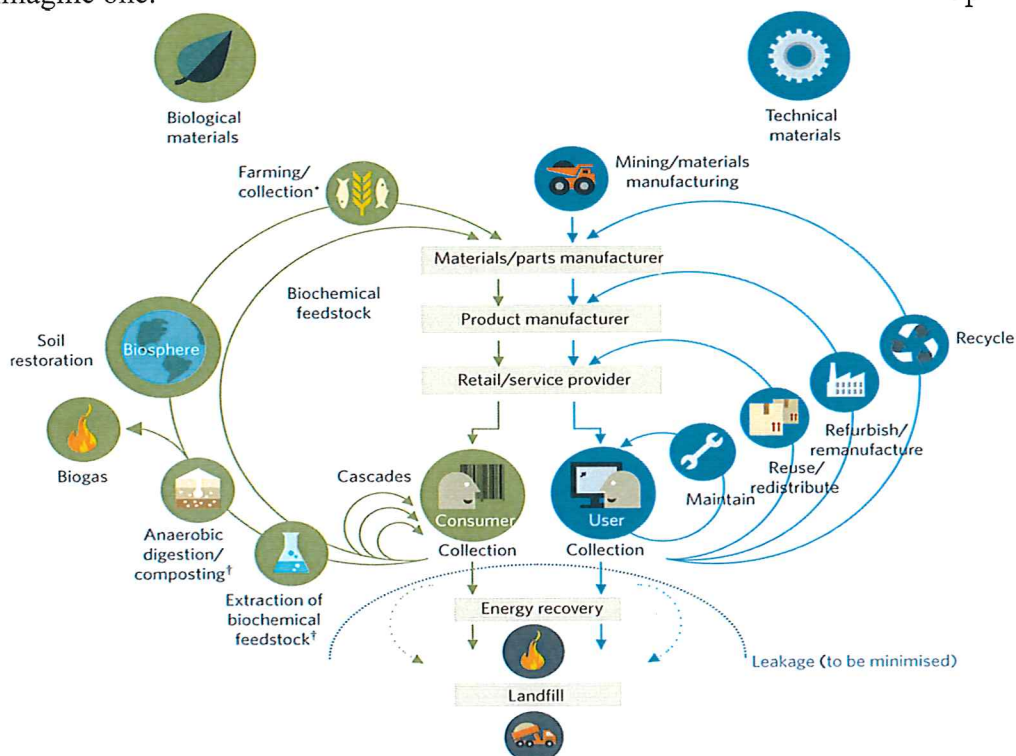 imagine one.
Biological
materials
Technical
materials
Farming/
collection*
Mining/materials
manufacturing
Materials/parts manufacturer
Biochemical
feedstock
Product manufacturer
Soil
restoration
Biosphere
Recycle
Retail/service provider
Refurbish/
remanufacture
Biogas
Reuse/
redistribute
Cascades
Maintain
Consumer
User
Collection
Collection
Anaerobic
digestion/
composting†
Extraction of
biochemical
feedstock†
Energy recovery
Leakage (to be minimised)
Landfill